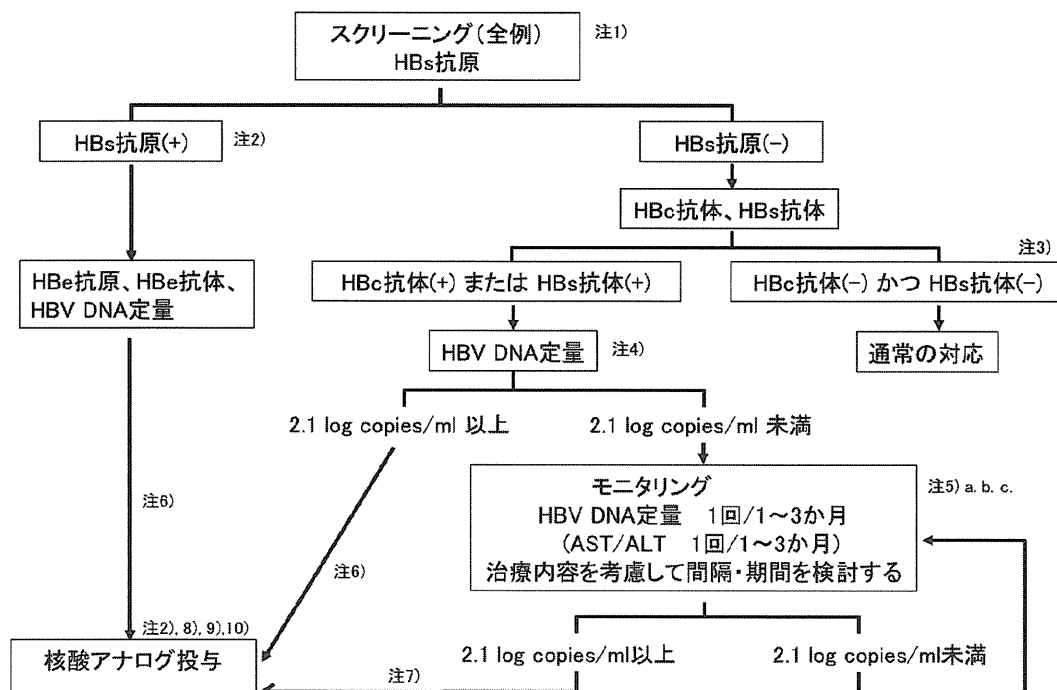 スクリーニング(全例)
HBs抗原
注1)
HBs抗原(+)
注2)
HBs抗原(-)
HBc抗体、HBs抗体
注3)
HBe抗原、HBe抗体、
HBV DNA定量
HBc抗体(+) または HBs抗体(+)
HBc抗体(-) かつ HBs抗体(-)
HBV DNA定量
注4)
通常の対応
2.1 log copies/ml 以上
2.1 log copies/ml 未満
モニタリング
HBV DNA定量 1回/1~3か月
(AST/ALT 1回/1~3か月)
治療内容を考慮して間隔・期間を検討する
注5) a. b. c.
注6)
注6)
注2), 8), 9),10)
核酸アナログ投与
注7)
2.1 log copies/ml以上
2.1 log copies/ml未満